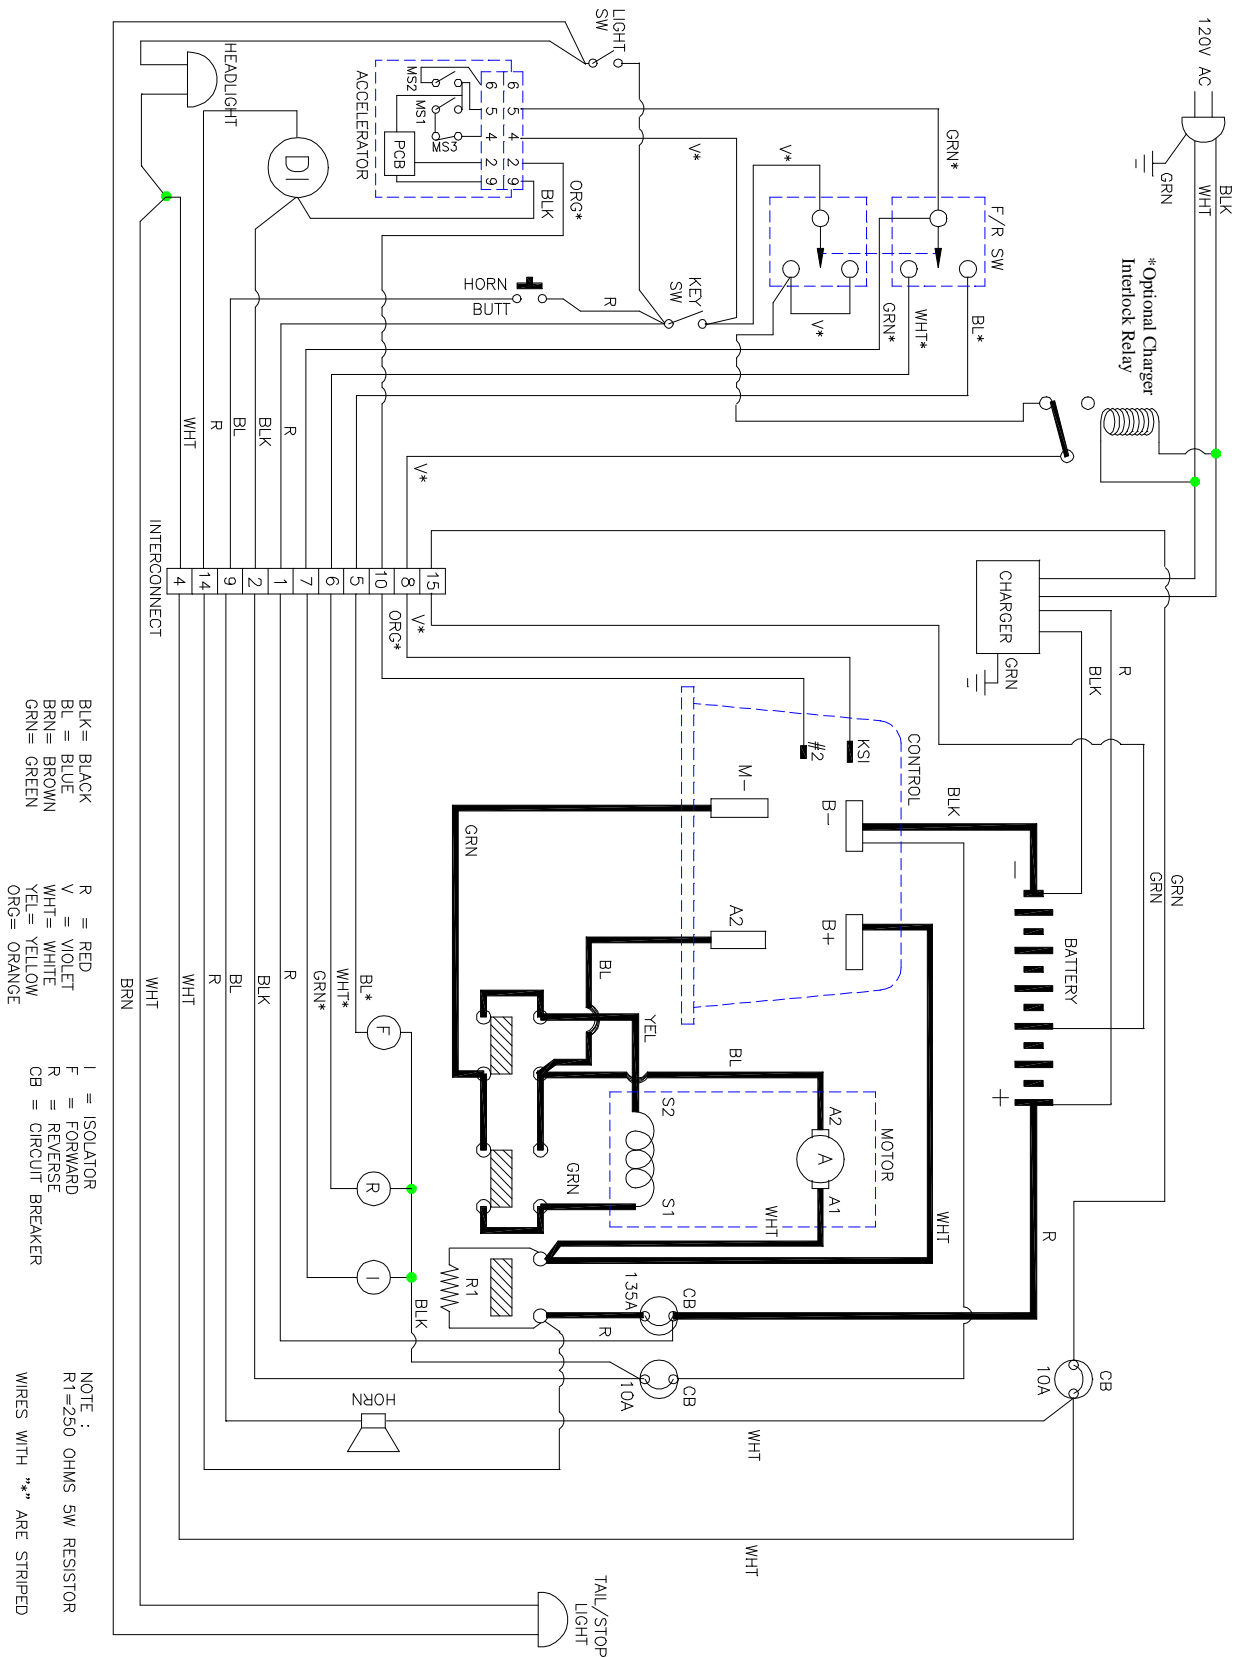 120V AC
BLK
WHT
GRN
*Optional Charger
Interlock Relay
F/R SW
GRN*
V*
V*
BL*
WHT*
GRN*
V*
LIGHT
SW
HEADLIGHT
ACCELERATOR
MS2
MS1
MS3
PCB
6
5
4
2
9
6
5
4
2
9
DI
BLK
ORG*
KEY
SW
HORN
BUTT
R
WHT
R
BL
BLK
R
V*
INTERCONNECT
4
14
9
2
1
7
6
5
10
8
15
ORG*
V*
CHARGER
GRN
BLK
R
CONTROL
KSI
#2
M-
B-
A2
B+
BLK
GRN
BL
YEL
BL
GRN
GRN
BATTERY
-
+
MOTOR
A2
A
A1
S2
S1
GRN
WHT
WHT
R
R1
135A
CB
R
CB
10A
CB
10A
F
R
I
BLK
HORN
WHT
WHT
BL*
WHT*
GRN*
R
BLK
BL
R
WHT
WHT
BRN
TAIL/STOP
LIGHT
BLK= BLACK
BL = BLUE
BRN= BROWN
GRN= GREEN
R = RED
V = VIOLET
WHT= WHITE
YEL= YELLOW
ORG= ORANGE
I = ISOLATOR
F = FORWARD
R = REVERSE
CB = CIRCUIT BREAKER
NOTE :
R1=250 OHMS 5W RESISTOR
WIRES WITH "*" ARE STRIPED